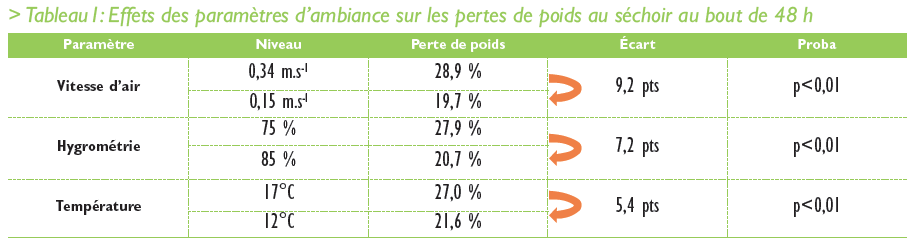 > Tableau1: Effets des paramètres d'ambiance sur les pertes de poids au séchoir au bout de 48 h
Paramètre Niveau Perte de poids Écart Proba
Vitesse d'air 0,34 m.s-1 28,9 % 9,2 pts p<0,01
0,15 m.s-1 19,7 %
Hygrométrie 75 % 27,9 % 7,2 pts p<0,01
85 % 20,7 %
Température 17°C 27,0 % 5,4 pts p<0,01
12°C 21,6 %